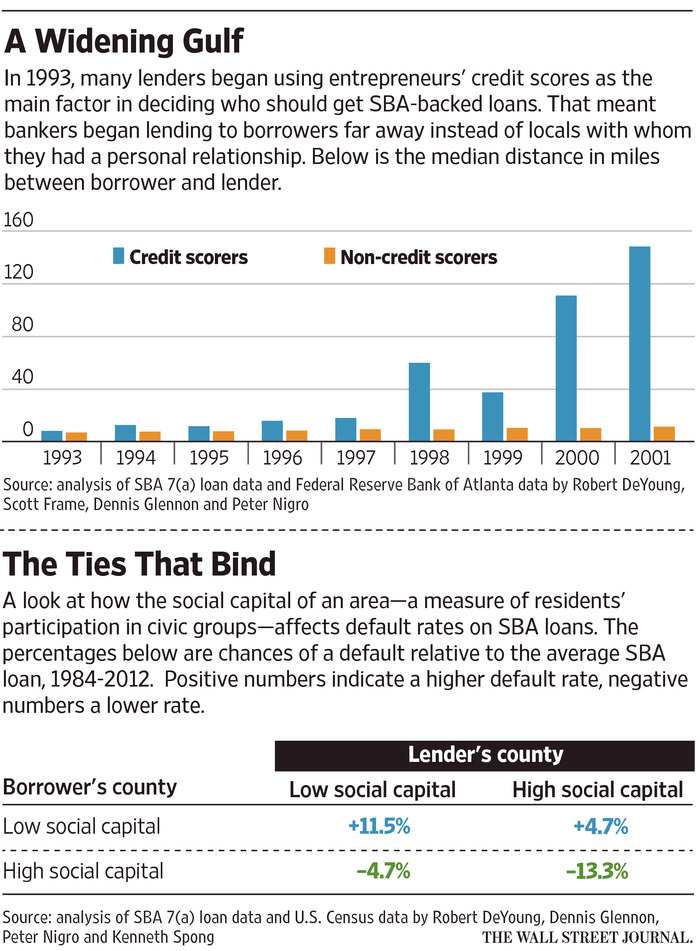 A Widening Gulf
In 1993, many lenders began using entrepreneurs’ credit scores as the
main factor in deciding who should get SBA-backed loans. That meant
bankers began lending to borrowers far away instead of locals with whom
they had a personal relationship. Below is the median distance in miles
between borrower and lender.
160
Credit scorers Non-credit scorers
120
80
40
0
1993 1994 1995 1996 1997 1998 1999 2000 2001
Source: analysis of SBA 7(a) loan data and Federal Reserve Bank of Atlanta data by Robert DeYoung,
Scott Frame, Dennis Glennon and Peter Nigro
The Ties That Bind
A look at how the social capital of an area—a measure of residents’
participation in civic groups—affects default rates on SBA loans. The
percentages below are chances of a default relative to the average SBA
loan, 1984-2012. Positive numbers indicate a higher default rate, negative
numbers a lower rate.
Lender’s county
Borrower’s county Low social capital High social capital
Low social capital +11.5% +4.7%
High social capital –4.7% –13.3%
Source: analysis of SBA 7(a) loan data and U.S. Census data by Robert DeYoung, Dennis Glennon,
Peter Nigro and Kenneth Spong THE WALL STREET JOURNAL.